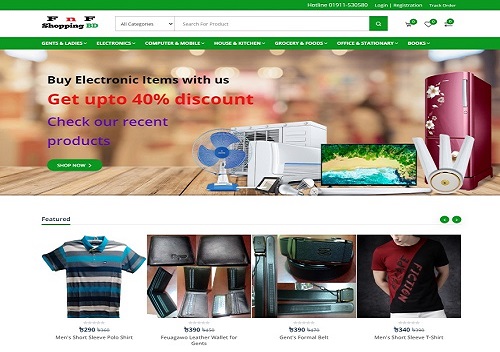 Hotline 01911-530580 Login | Registration Track Order
F n F
Shopping BD
All Categories
Search For Product
0 0 0
GENTS & LADIES ELECTRONICS COMPUTER & MOBILE HOUSE & KITCHEN GROCERY & FOODS OFFICE & STATIONARY BOOKS
Buy Electronic Items with us
Get upto 40% discount
Check our recent
products
SHOP NOW
Featured
FICTION
৳290 ৳360
Men's Short Sleeve Polo Shirt
৳390 ৳450
Feuagawo Leather Wallet for
Gents
৳390 ৳470
Gent's Formal Belt
৳340
Men's Short Sleeve T-Shirt